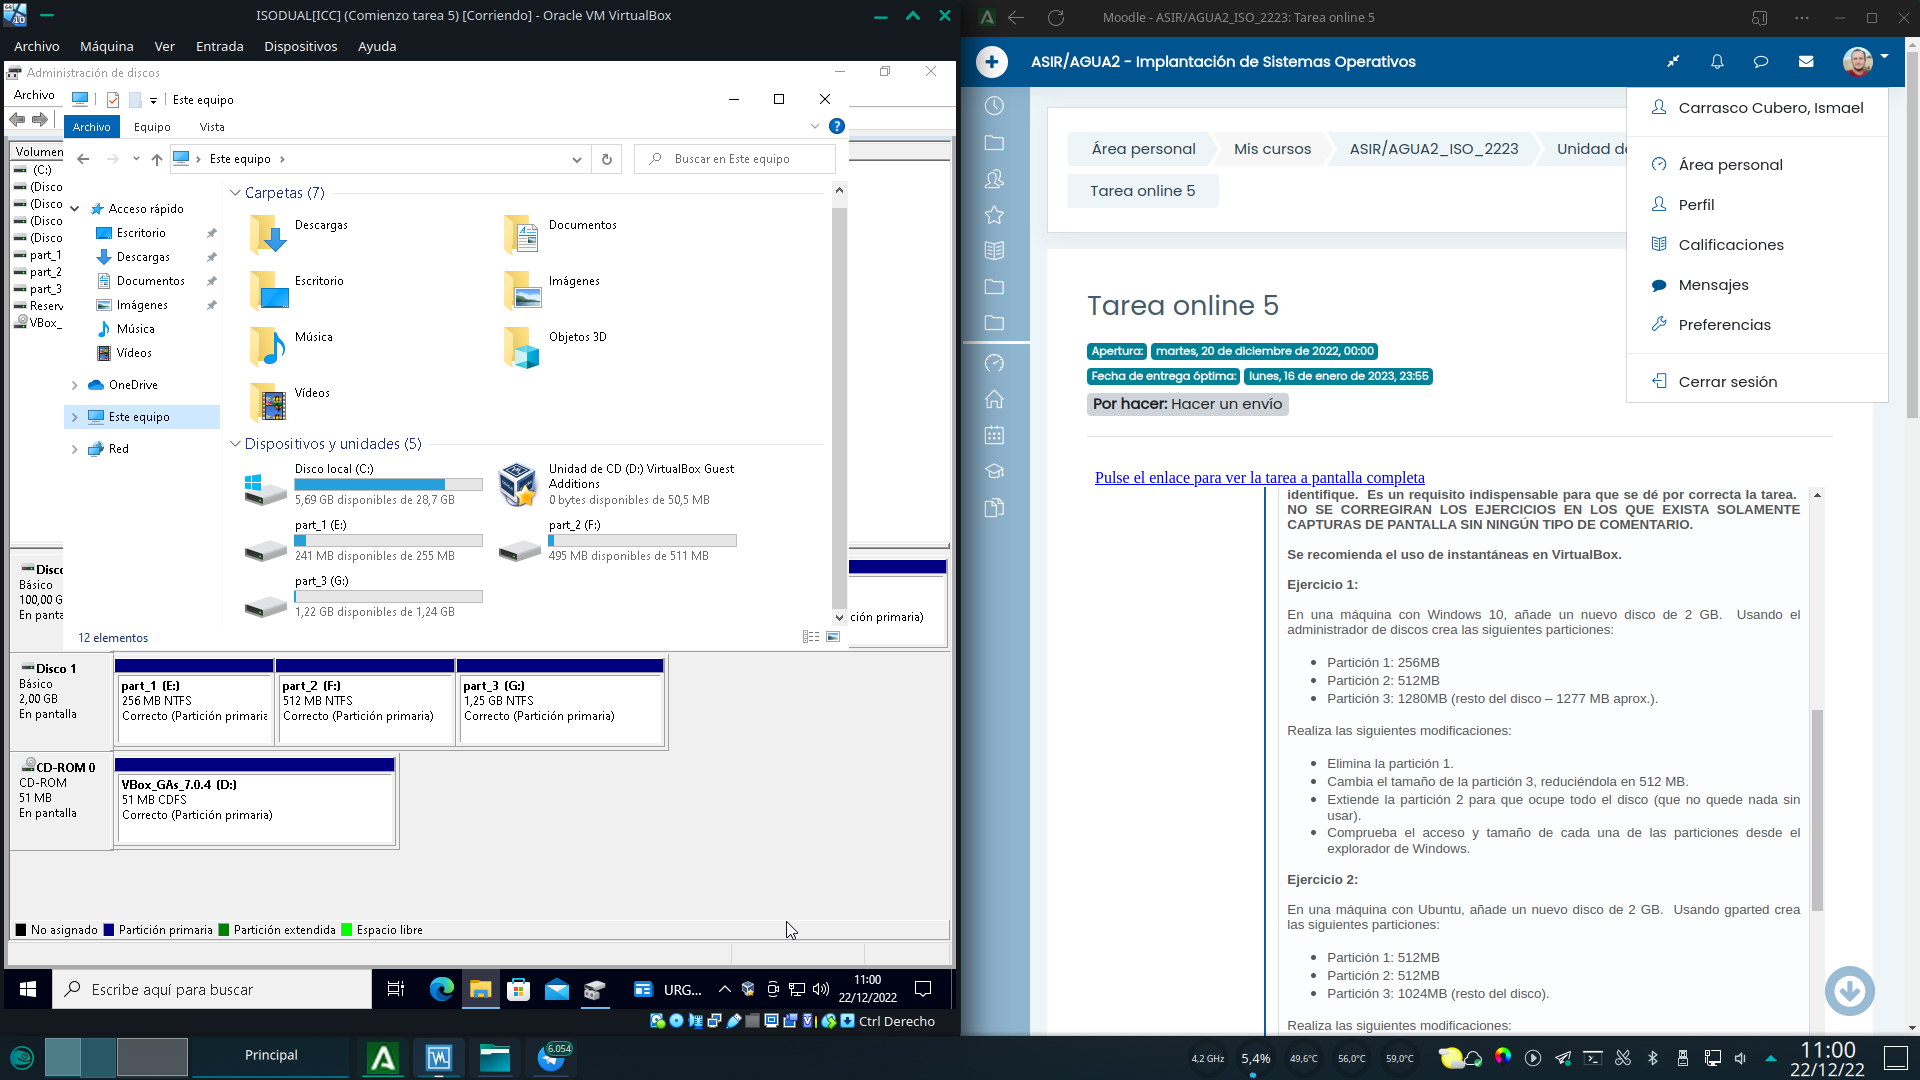 ISODUAL[ICC] (Comienzo tarea 5) [Corriendo] - Oracle VM VirtualBox
Archivo Máquina Ver Entrada Dispositivos Ayuda
Administración de discos
Archivo
Este equipo
Archivo Equipo Vista
Este equipo
Buscar en Este equipo
Volumen
(C:)
(Disco
(Disco
(Disco
(Disco
part_1
part_2
part_3
Reserv
VBox_
Acceso rápido
Escritorio
Descargas
Documentos
Imágenes
Música
Vídeos
OneDrive
Este equipo
Red
Carpetas (7)
Descargas
Documentos
Escritorio
Imágenes
Música
Objetos 3D
Vídeos
Dispositivos y unidades (5)
Disco local (C:)
5,69 GB disponibles de 28,7 GB
Unidad de CD (D:) VirtualBox Guest
Additions
0 bytes disponibles de 50,5 MB
part_1 (E:)
241 MB disponibles de 255 MB
part_2 (F:)
495 MB disponibles de 511 MB
part_3 (G:)
1,22 GB disponibles de 1,24 GB
12 elementos
Disco
Básico
100,00 G
En panta
ción primaria)
Disco 1
Básico
2,00 GB
En pantalla
part_1 (E:)
256 MB NTFS
Correcto (Partición primaria
part_2 (F:)
512 MB NTFS
Correcto (Partición primaria)
part_3 (G:)
1,25 GB NTFS
Correcto (Partición primaria)
CD-ROM 0
CD-ROM
51 MB
En pantalla
VBox_GAs_7.0.4 (D:)
51 MB CDFS
Correcto (Partición primaria)
No asignado Partición primaria Partición extendida Espacio libre
Escribe aquí para buscar
URG...
11:00
22/12/2022
Ctrl Derecho
Moodle - ASIR/AGUA2_ISO_2223: Tarea online 5
ASIR/AGUA2 - Implantación de Sistemas Operativos
Área personal Mis cursos ASIR/AGUA2_ISO_2223 Unidad de
Tarea online 5
Carrasco Cubero, Ismael
Área personal
Perfil
Calificaciones
Mensajes
Preferencias
Cerrar sesión
Tarea online 5
Apertura: martes, 20 de diciembre de 2022, 00:00
Fecha de entrega óptima: lunes, 16 de enero de 2023, 23:55
Por hacer: Hacer un envío
Pulse el enlace para ver la tarea a pantalla completa
identifique. Es un requisito indispensable para que se dé por correcta la tarea.
NO SE CORREGIRAN LOS EJERCICIOS EN LOS QUE EXISTA SOLAMENTE
CAPTURAS DE PANTALLA SIN NINGÚN TIPO DE COMENTARIO.
Se recomienda el uso de instantáneas en VirtualBox.
Ejercicio 1:
En una máquina con Windows 10, añade un nuevo disco de 2 GB. Usando el
administrador de discos crea las siguientes particiones:
• Partición 1: 256MB
• Partición 2: 512MB
• Partición 3: 1280MB (resto del disco – 1277 MB aprox.).
Realiza las siguientes modificaciones:
• Elimina la partición 1.
• Cambia el tamaño de la partición 3, reduciéndola en 512 MB.
• Extiende la partición 2 para que ocupe todo el disco (que no quede nada sin
usar).
• Comprueba el acceso y tamaño de cada una de las particiones desde el
explorador de Windows.
Ejercicio 2:
En una máquina con Ubuntu, añade un nuevo disco de 2 GB. Usando gparted crea
las siguientes particiones:
• Partición 1: 512MB
• Partición 2: 512MB
• Partición 3: 1024MB (resto del disco).
Realiza las siguientes modificaciones:
Principal
6.054
4,2 GHz 5,4% 49,6°C 56,0°C 59,0°C
11:00
22/12/22